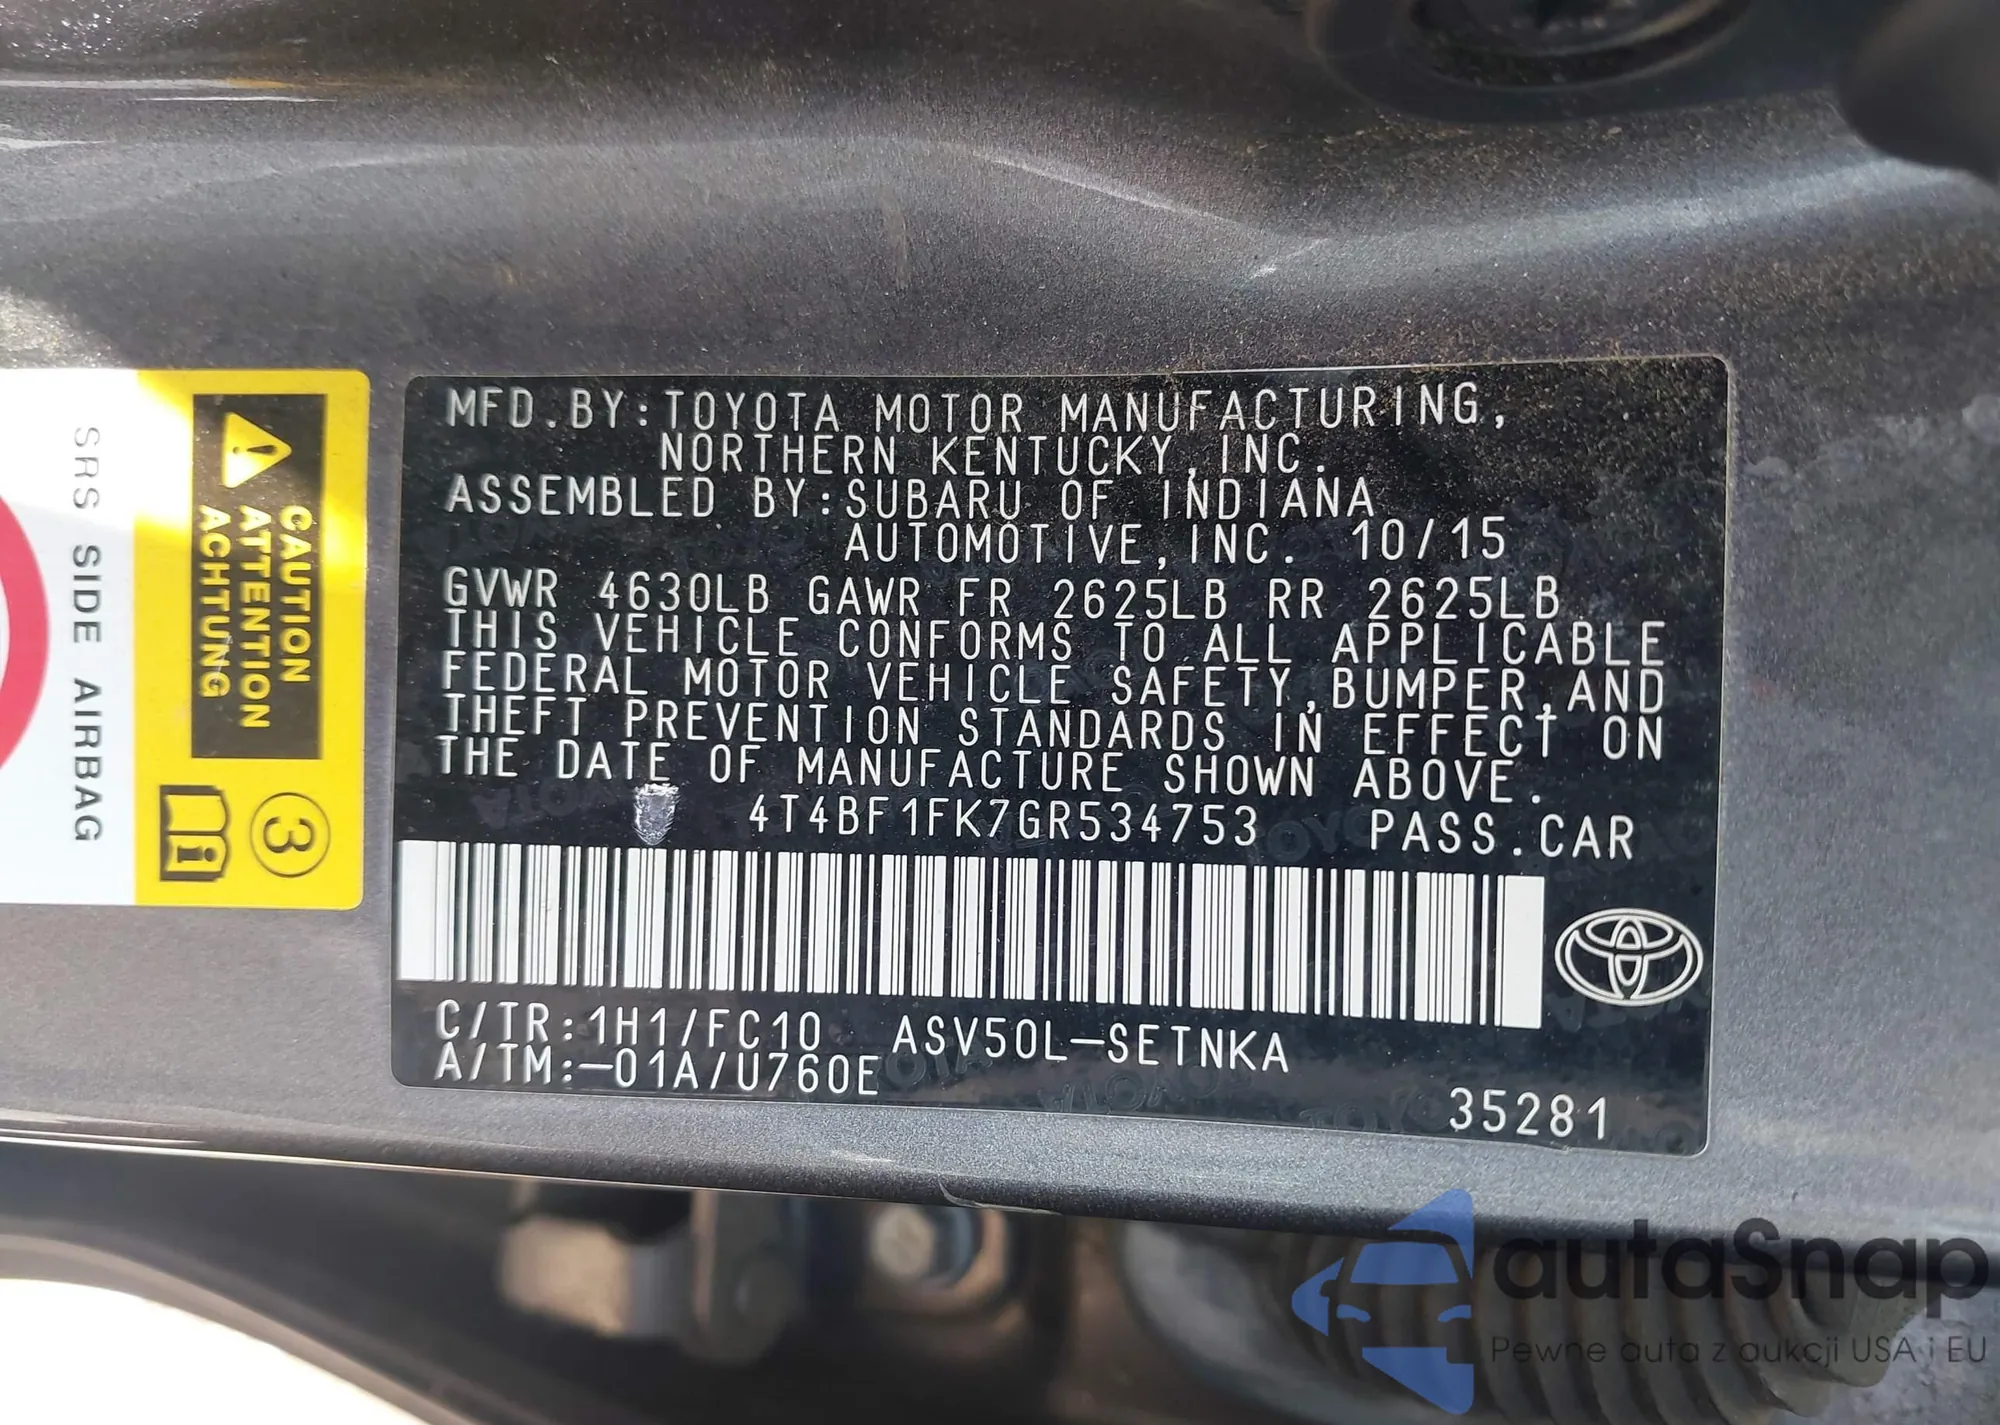 MFD.BY:TOYOTA MOTOR MANUFACTURING,
NORTHERN KENTUCKY,INC.
ASSEMBLED BY:SUBARU OF INDIANA
AUTOMOTIVE,INC. 10/15
GVWR 4630LB GAWR FR 2625LB RR 2625LB
THIS VEHICLE CONFORMS TO ALL APPLICABLE
FEDERAL MOTOR VEHICLE SAFETY,BUMPER,AND
THEFT PREVENTION STANDARDS IN EFFECT ON
THE DATE OF MANUFACTURE SHOWN ABOVE.
4T4BF1FK7GR534753 PASS.CAR
C/TR:1H1/FC10 ASV50L-SETNKA
A/TM:-01A/U760E
35281
CAUTION
ATTENTION
ACHTUNG
3
i
SRS SIDE AIRBAG
autaSnap
Pewne auta z aukcji USA i EU